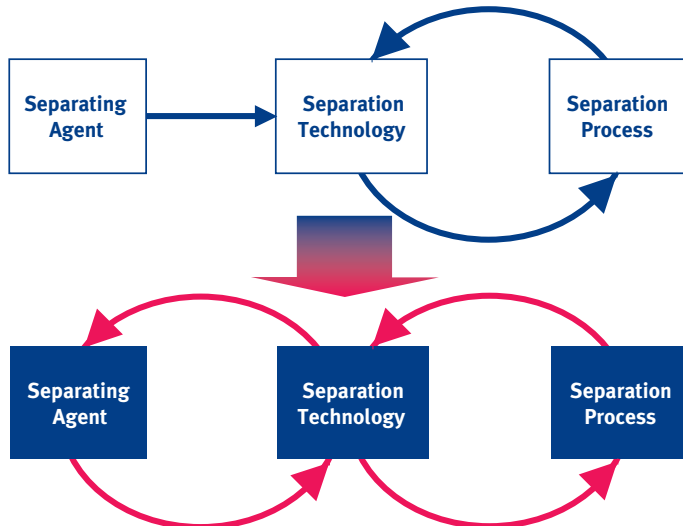 Separating
Agent
Separation
Technology
Separation
Process
Separating
Agent
Separation
Technology
Separation
Process